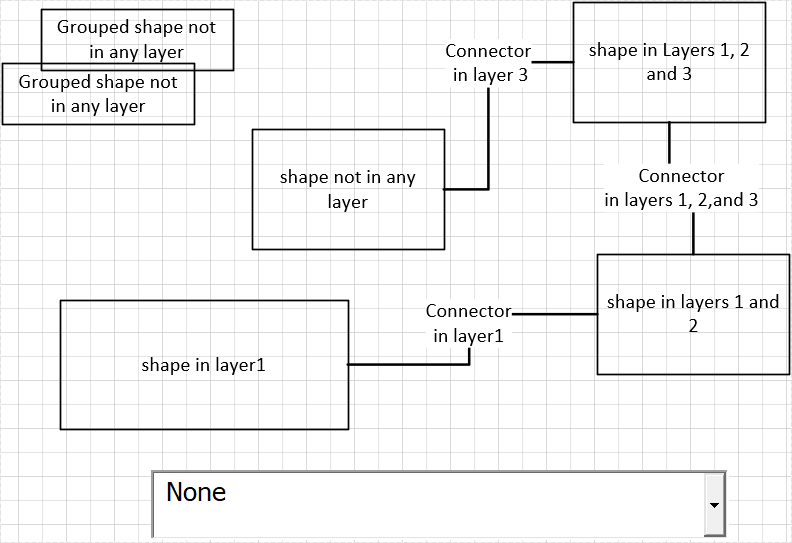 Grouped shape not
in any layer
Grouped shape not
in any layer
Connector
in layer 3
shape in Layers 1, 2
and 3
shape not in any
layer
Connector
in layers 1, 2,and 3
shape in layers 1 and
2
Connector
in layer1
shape in layer1
None